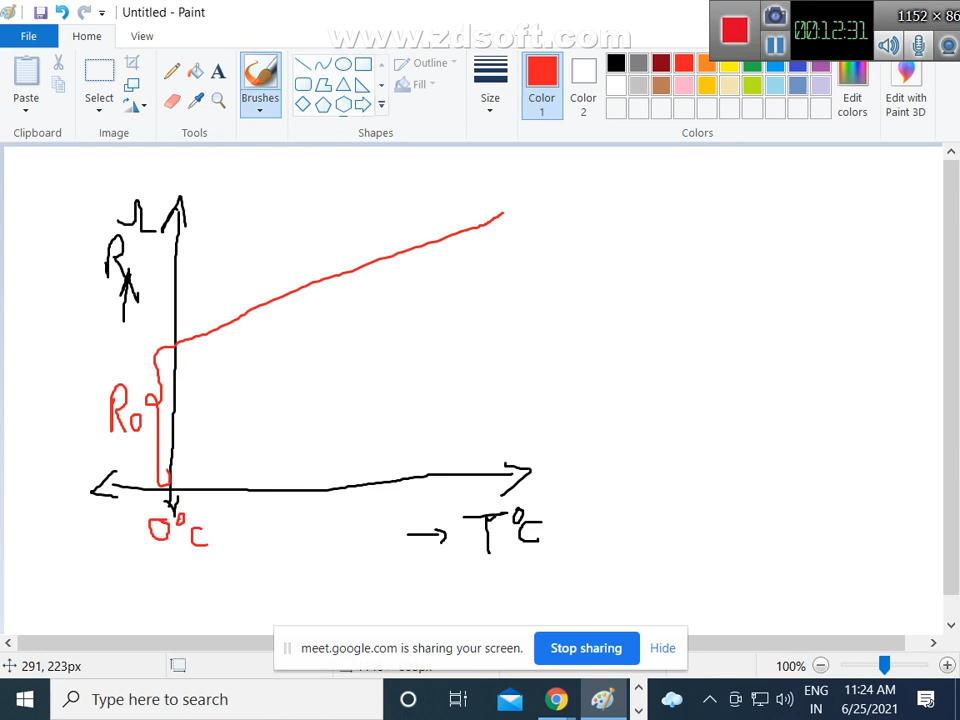 Untitled - Paint
1152 × 86
00:12:31
www.zdsoft.com
File Home View
Paste Select Brushes Outline Fill Size Color 1 Color 2 Edit colors Edit with Paint 3D
Clipboard Image Tools Shapes Colors
Ω
R
R0
0°C
→ T°C
meet.google.com is sharing your screen. Stop sharing Hide
291, 223px 100%
Type here to search
ENG IN
11:24 AM
6/25/2021